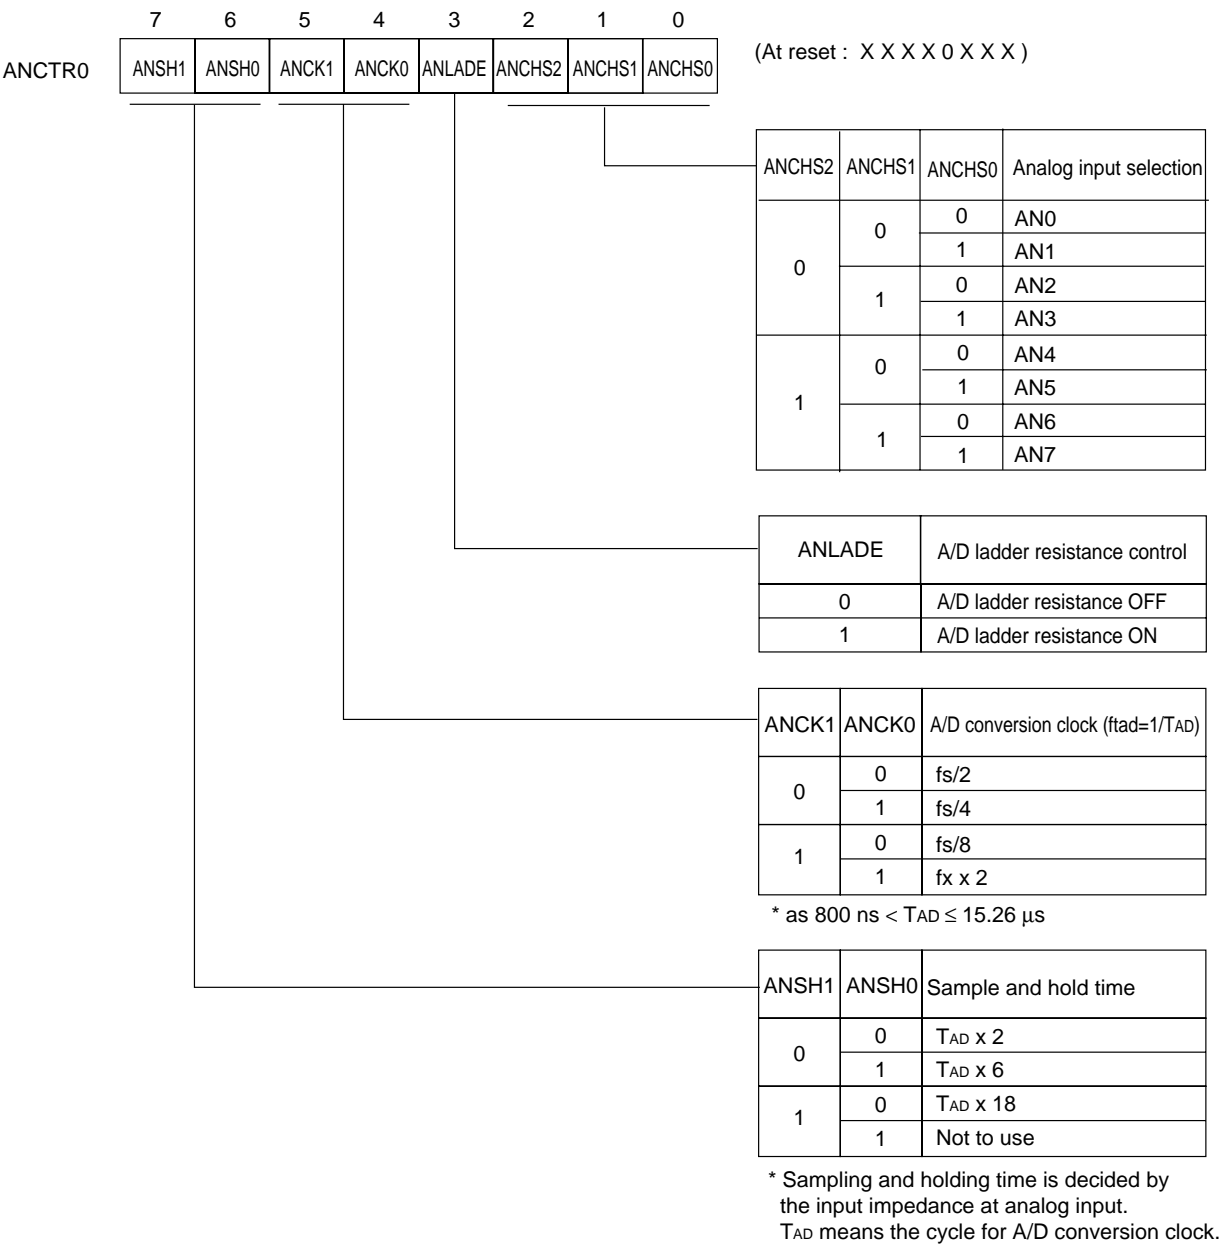 7 6 5 4 3 2 1 0
ANCTR0 ANSH1 ANSH0 ANCK1 ANCK0 ANLADE ANCHS2 ANCHS1 ANCHS0
(At reset : X X X X 0 X X X )
ANCHS2 ANCHS1 ANCHS0 Analog input selection
0 0 0 AN0
1 AN1
1 0 AN2
1 AN3
1 0 0 AN4
1 AN5
1 0 AN6
1 AN7
ANLADE A/D ladder resistance control
0 A/D ladder resistance OFF
1 A/D ladder resistance ON
ANCK1 ANCK0 A/D conversion clock (ftad=1/TAD)
0 0 fs/2
1 fs/4
1 0 fs/8
1 fx x 2
* as 800 ns < TAD ≤ 15.26 μs
ANSH1 ANSH0 Sample and hold time
0 0 TAD x 2
1 TAD x 6
1 0 TAD x 18
1 Not to use
* Sampling and holding time is decided by
the input impedance at analog input.
TAD means the cycle for A/D conversion clock.